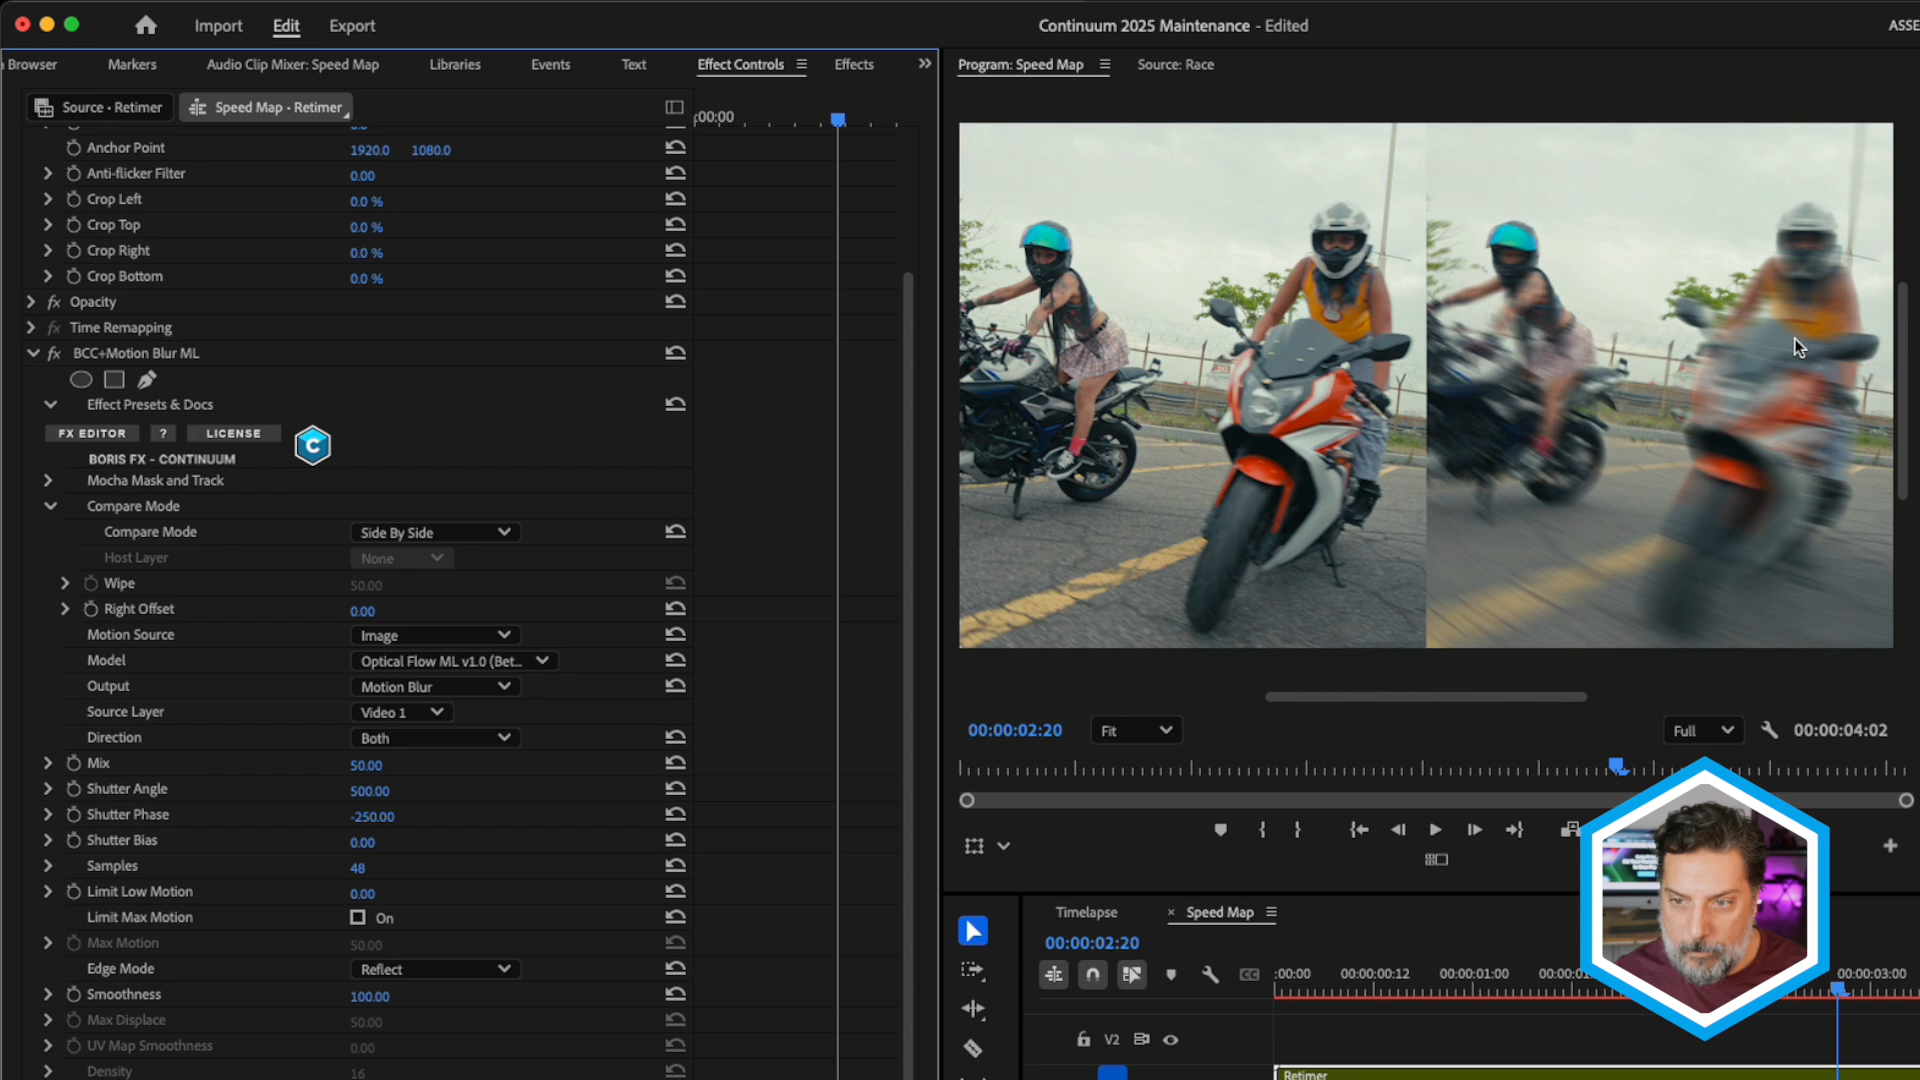 Import Edit Export
Continuum 2025 Maintenance - Edited
ASSE
a Browser Markers Audio Clip Mixer: Speed Map Libraries Events Text Effect Controls Effects
Program: Speed Map Source: Race
Source • Retimer Speed Map • Retimer
:00:00
Anchor Point 1920.0 1080.0
Anti-flicker Filter 0.00
Crop Left 0.0 %
Crop Top 0.0 %
Crop Right 0.0 %
Crop Bottom 0.0 %
fx Opacity
fx Time Remapping
fx BCC+Motion Blur ML
Effect Presets & Docs
FX EDITOR ? LICENSE C
BORIS FX - CONTINUUM
Mocha Mask and Track
Compare Mode
Compare Mode Side By Side
Host Layer None
Wipe 50.00
Right Offset 0.00
Motion Source Image
Model Optical Flow ML v1.0 (Bet...
Output Motion Blur
Source Layer Video 1
Direction Both
Mix 50.00
Shutter Angle 500.00
Shutter Phase -250.00
Shutter Bias 0.00
Samples 48
Limit Low Motion 0.00
Limit Max Motion On
Max Motion 50.00
Edge Mode Reflect
Smoothness 100.00
Max Displace 50.00
UV Map Smoothness 0.00
Density 16
00:00:02:20 Fit Full 00:00:04:02
Timelapse × Speed Map
00:00:02:20
:00:00 00:00:00:12 00:00:01:00 00:00:0 00:00:03:00
V2
Retimer